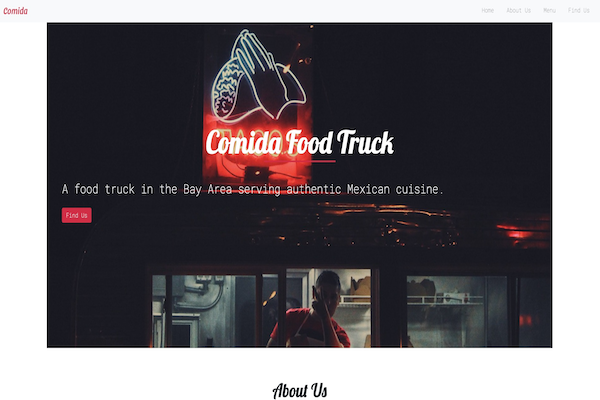 Comida
Home About Us Menu Find Us
Comida Food Truck
A food truck in the Bay Area serving authentic Mexican cuisine.
Find Us
About Us